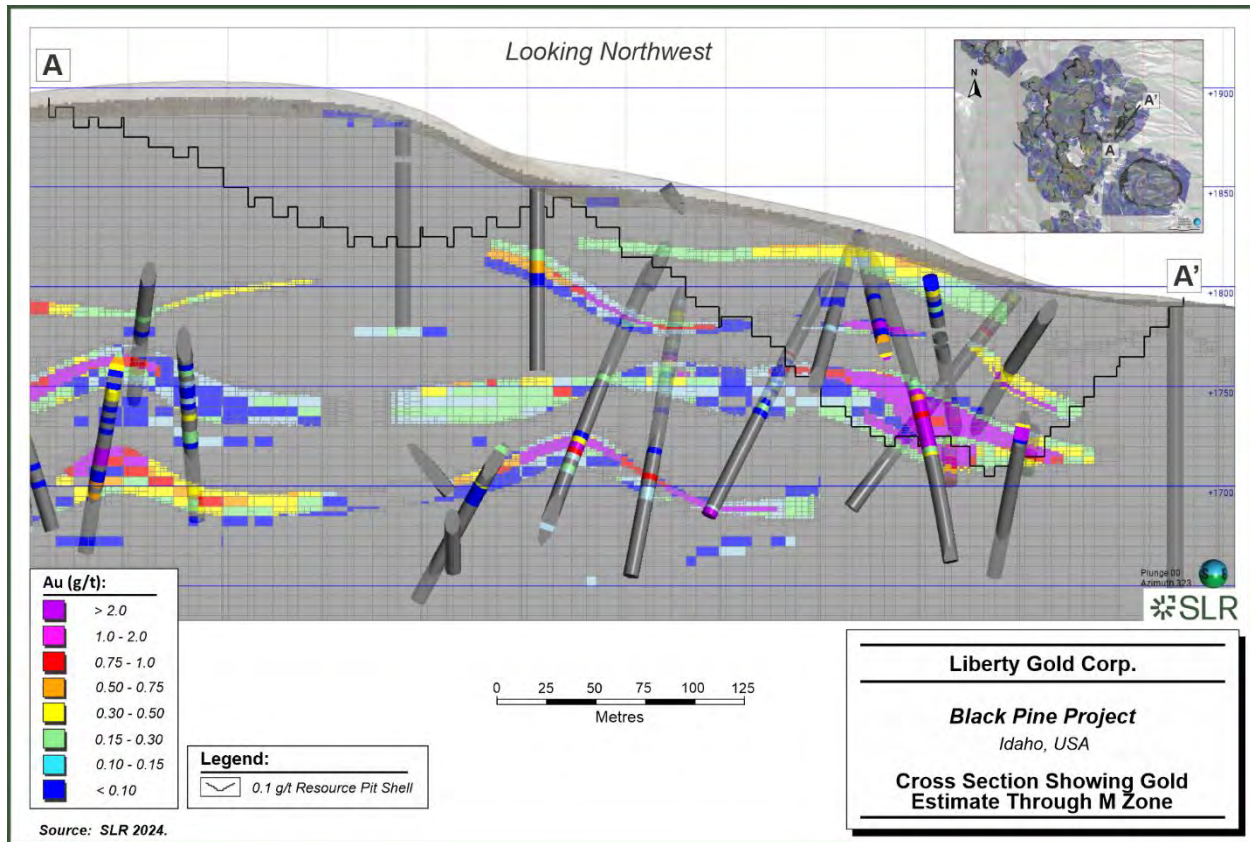 Looking Northwest
A
N
A'
A
+1900
+1850
A'
+1800
+1750
+1700
Plunge 00
Azimuth 323
SLR
Au (g/t):
> 2.0
1.0 - 2.0
0.75 - 1.0
0.50 - 0.75
0.30 - 0.50
0.15 - 0.30
0.10 - 0.15
< 0.10
Legend:
0.1 g/t Resource Pit Shell
0 25 50 75 100 125
Metres
Liberty Gold Corp.
Black Pine Project
Idaho, USA
Cross Section Showing Gold
Estimate Through M Zone
Source: SLR 2024.